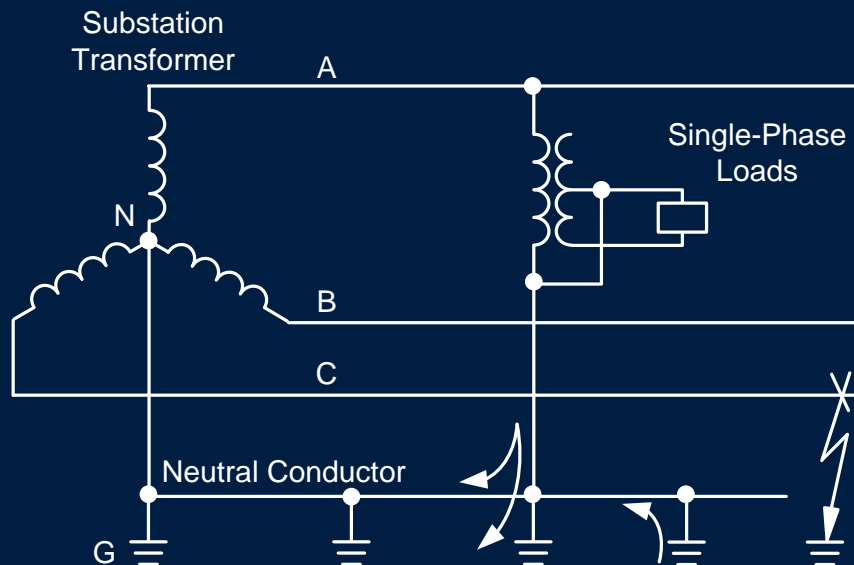 Substation
Transformer
A
Single-Phase
Loads
N
B
C
Neutral Conductor
G